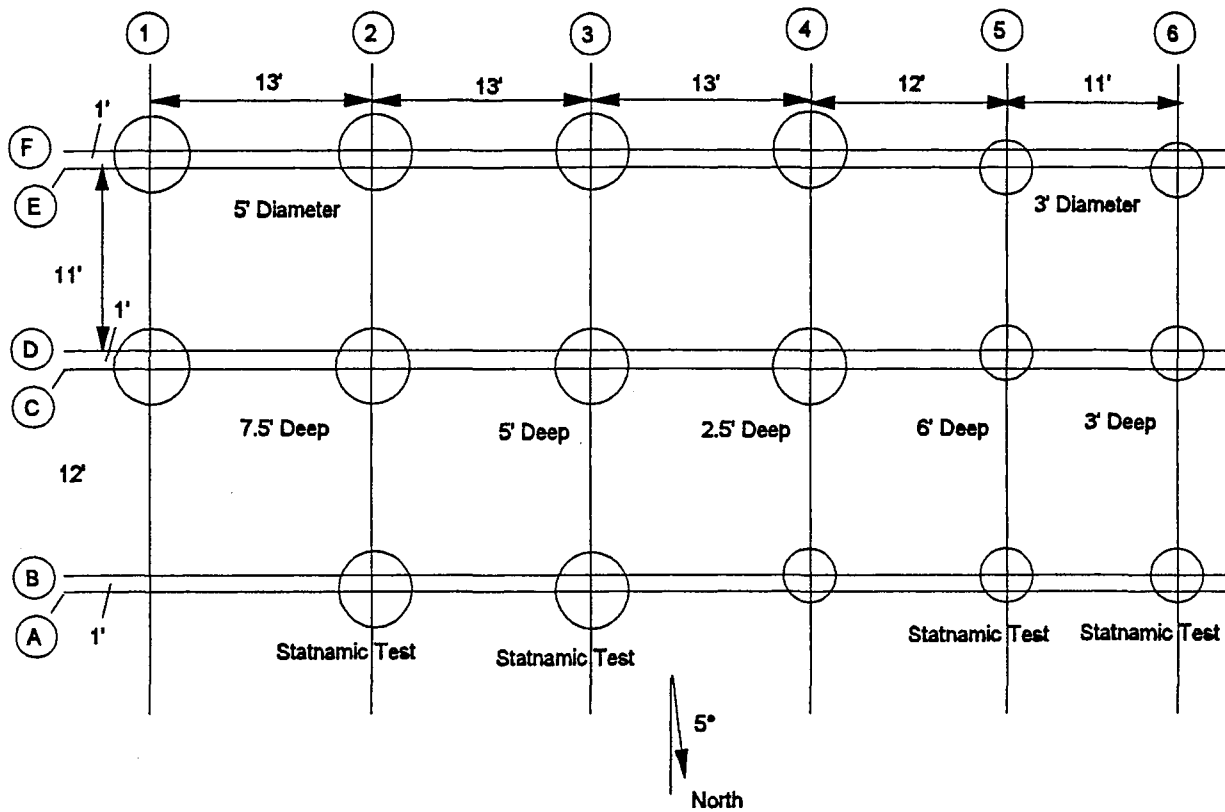 1 2 3 4 5 6
13' 13' 13' 12' 11'
1'
F
E
5' Diameter 3' Diameter
11'
1'
D
C
7.5' Deep 5' Deep 2.5' Deep 6' Deep 3' Deep
12'
B
A
1'
Statnamic Test Statnamic Test Statnamic Test Statnamic Test
5°
North